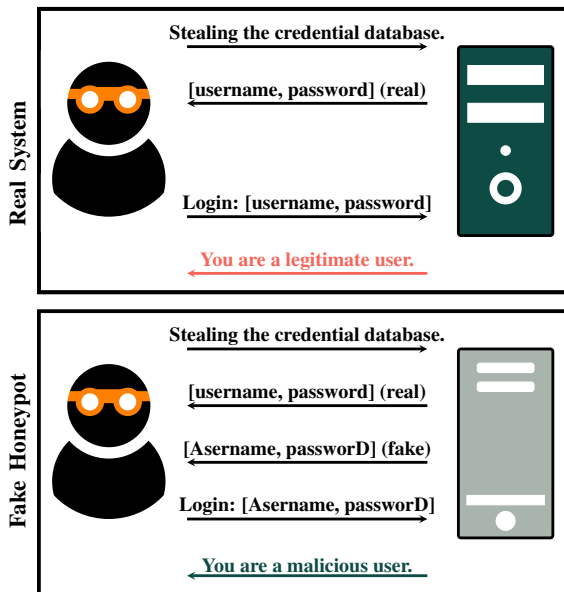 Real System
Stealing the credential database.
[username, password] (real)
Login: [username, password]
You are a legitimate user.
Fake Honeypot
Stealing the credential database.
[username, password] (real)
[Asername, passworD] (fake)
Login: [Asername, passworD]
You are a malicious user.